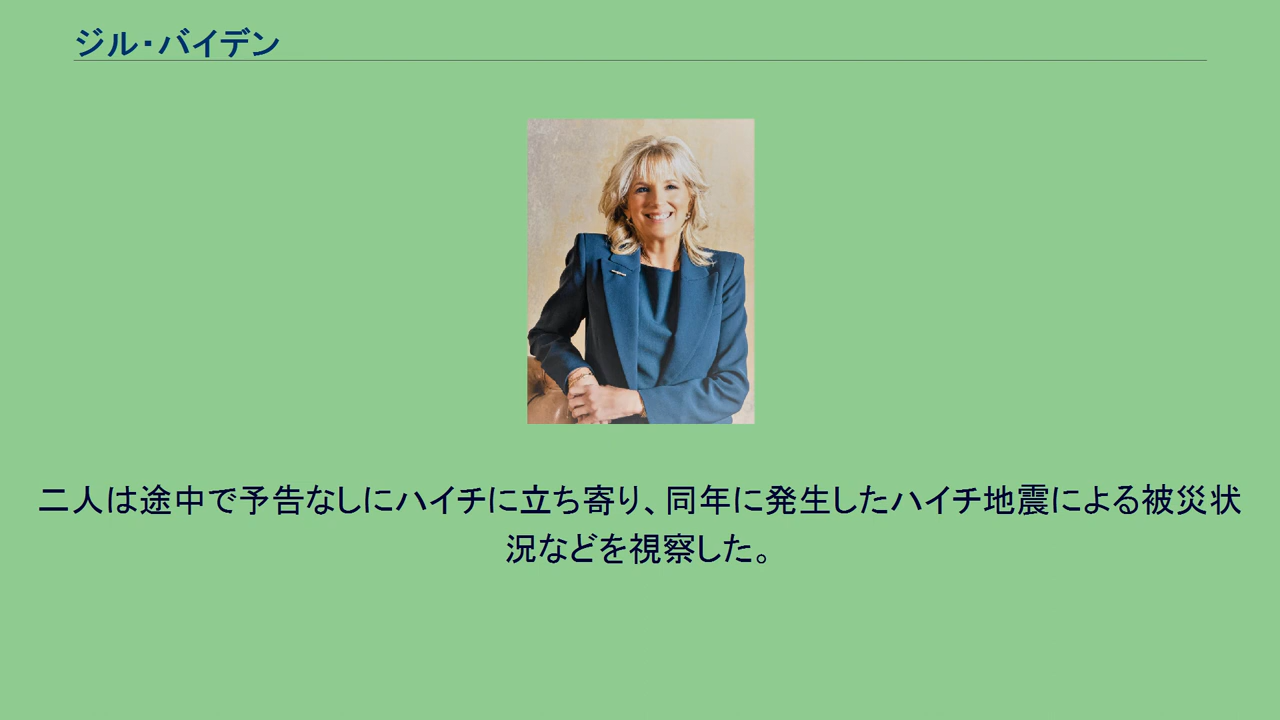 ジル・バイデン
二人は途中で予告なしにハイチに立ち寄り、同年に発生したハイチ地震による被災状
況などを視察した。